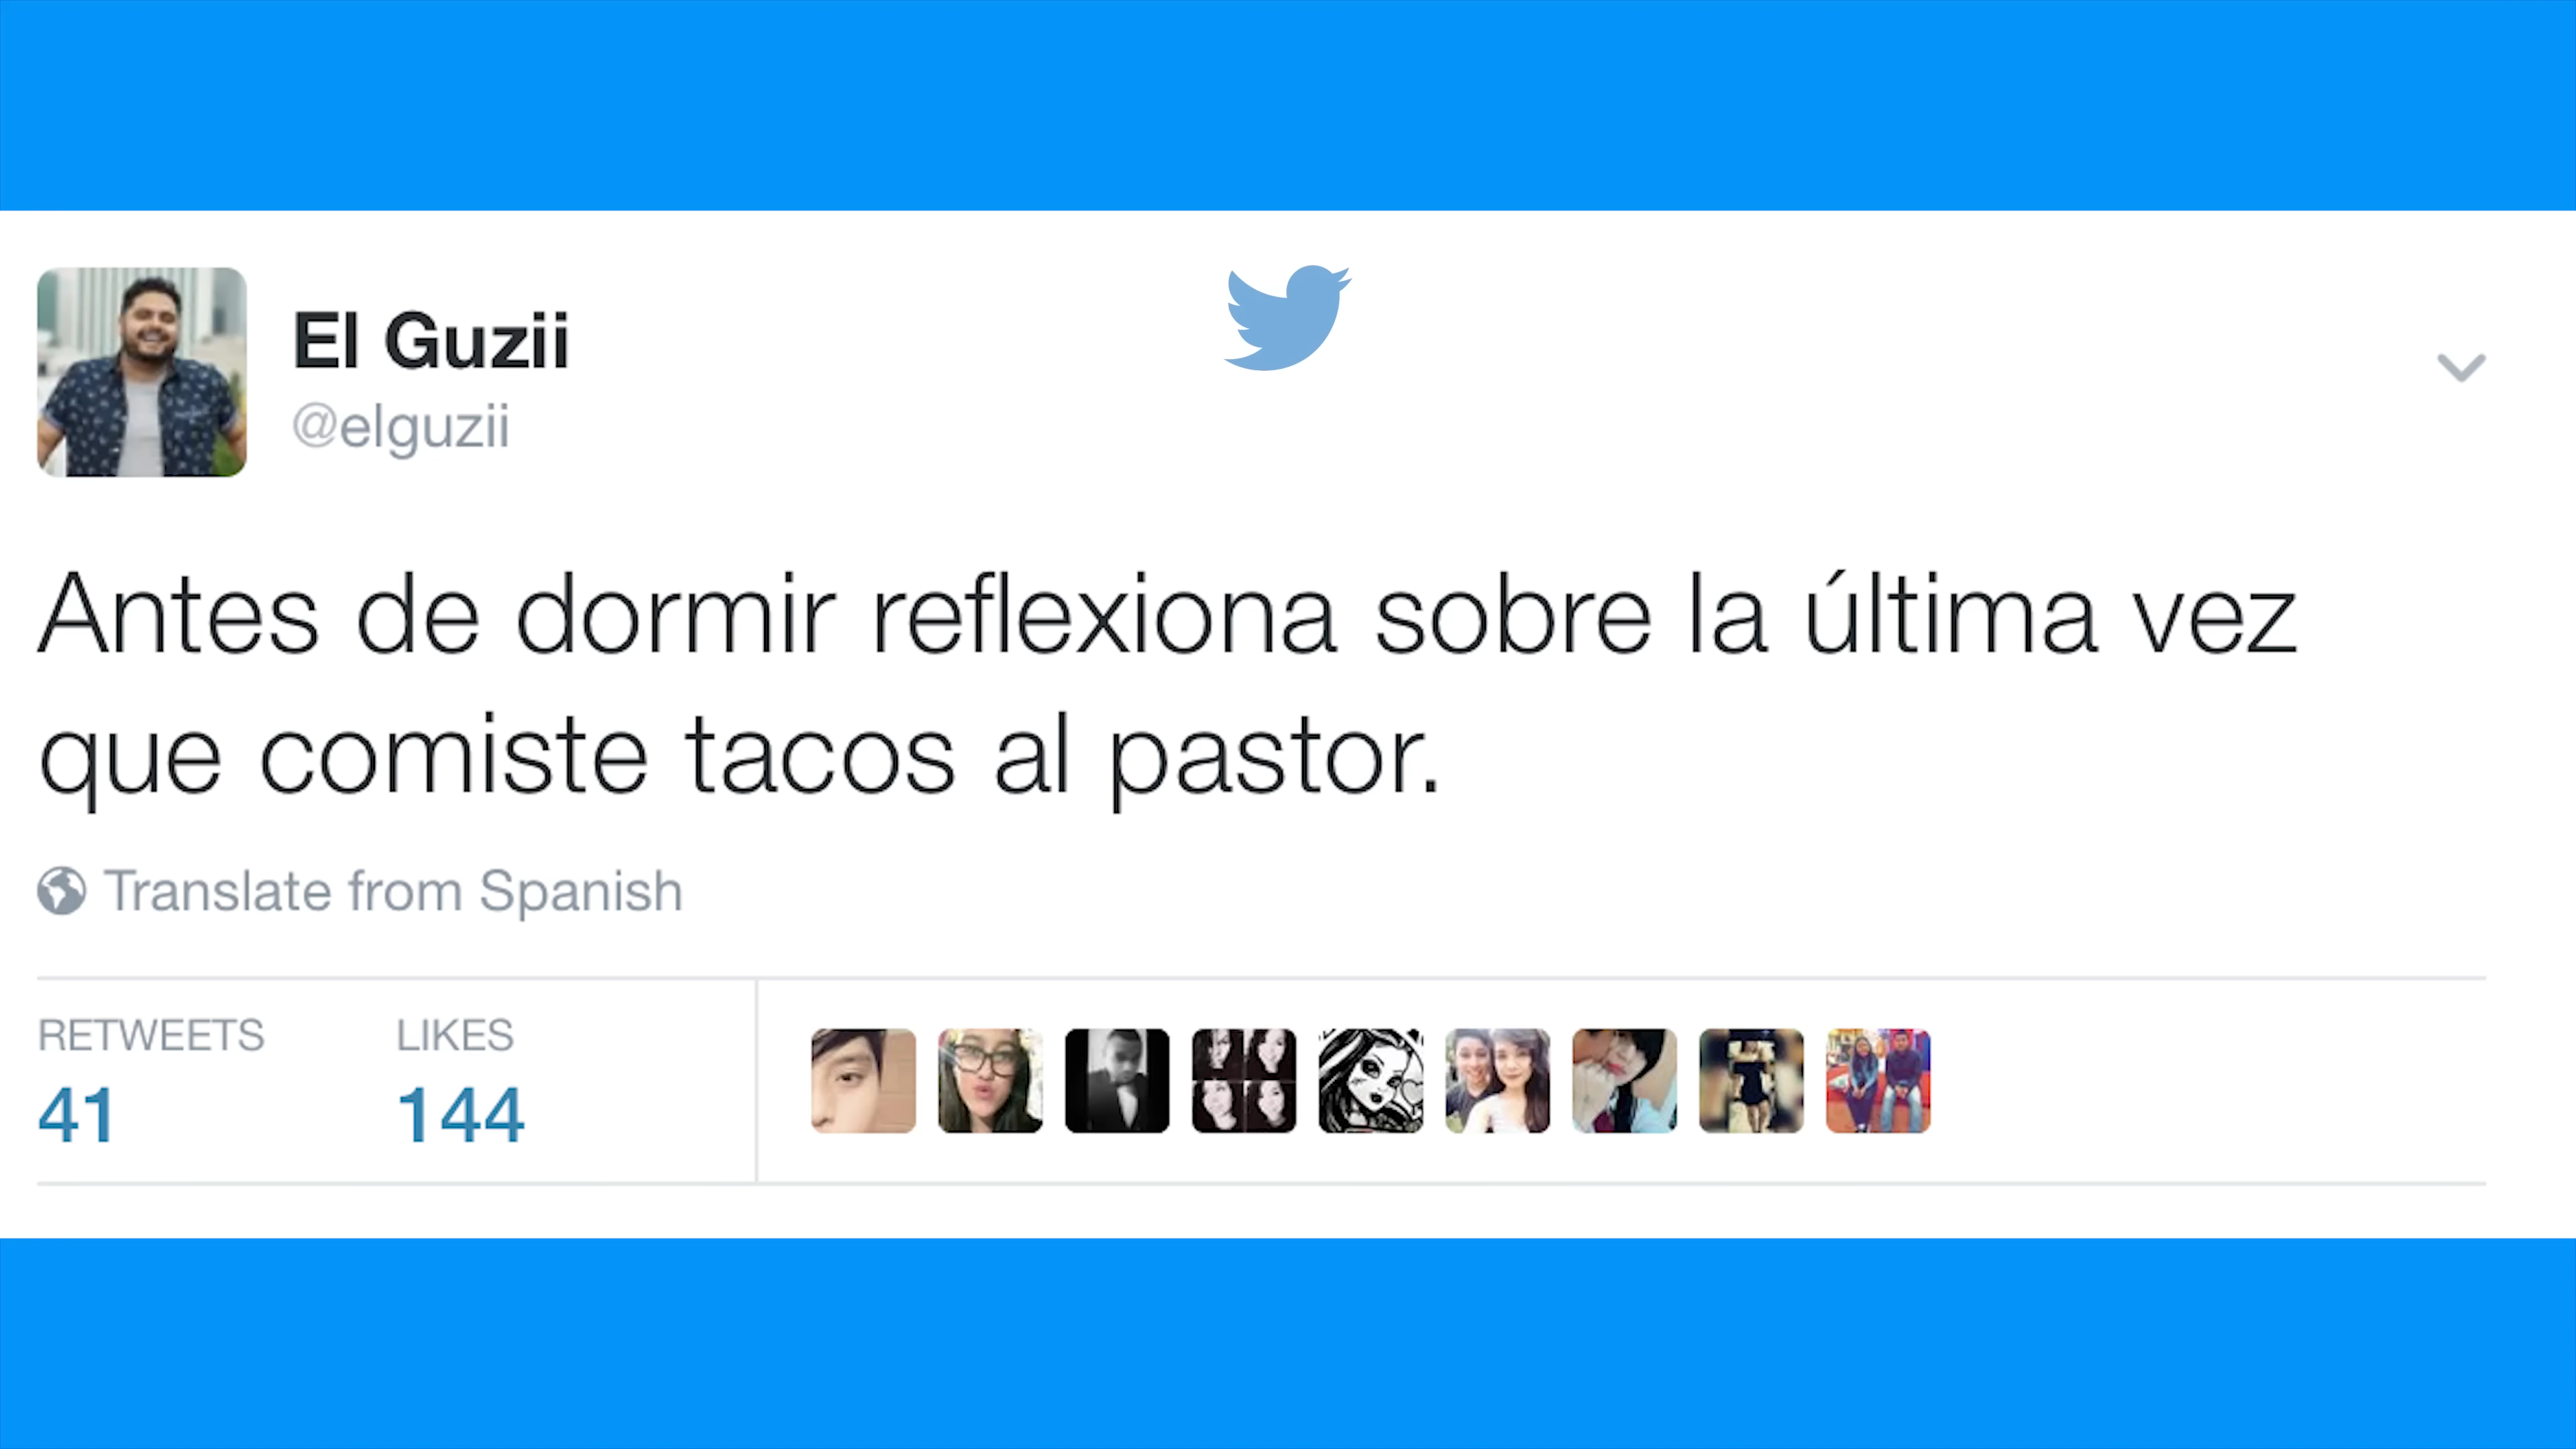 El Guzii
@elguzii
Antes de dormir reflexiona sobre la última vez
que comiste tacos al pastor.
Translate from Spanish
RETWEETS LIKES
41 144